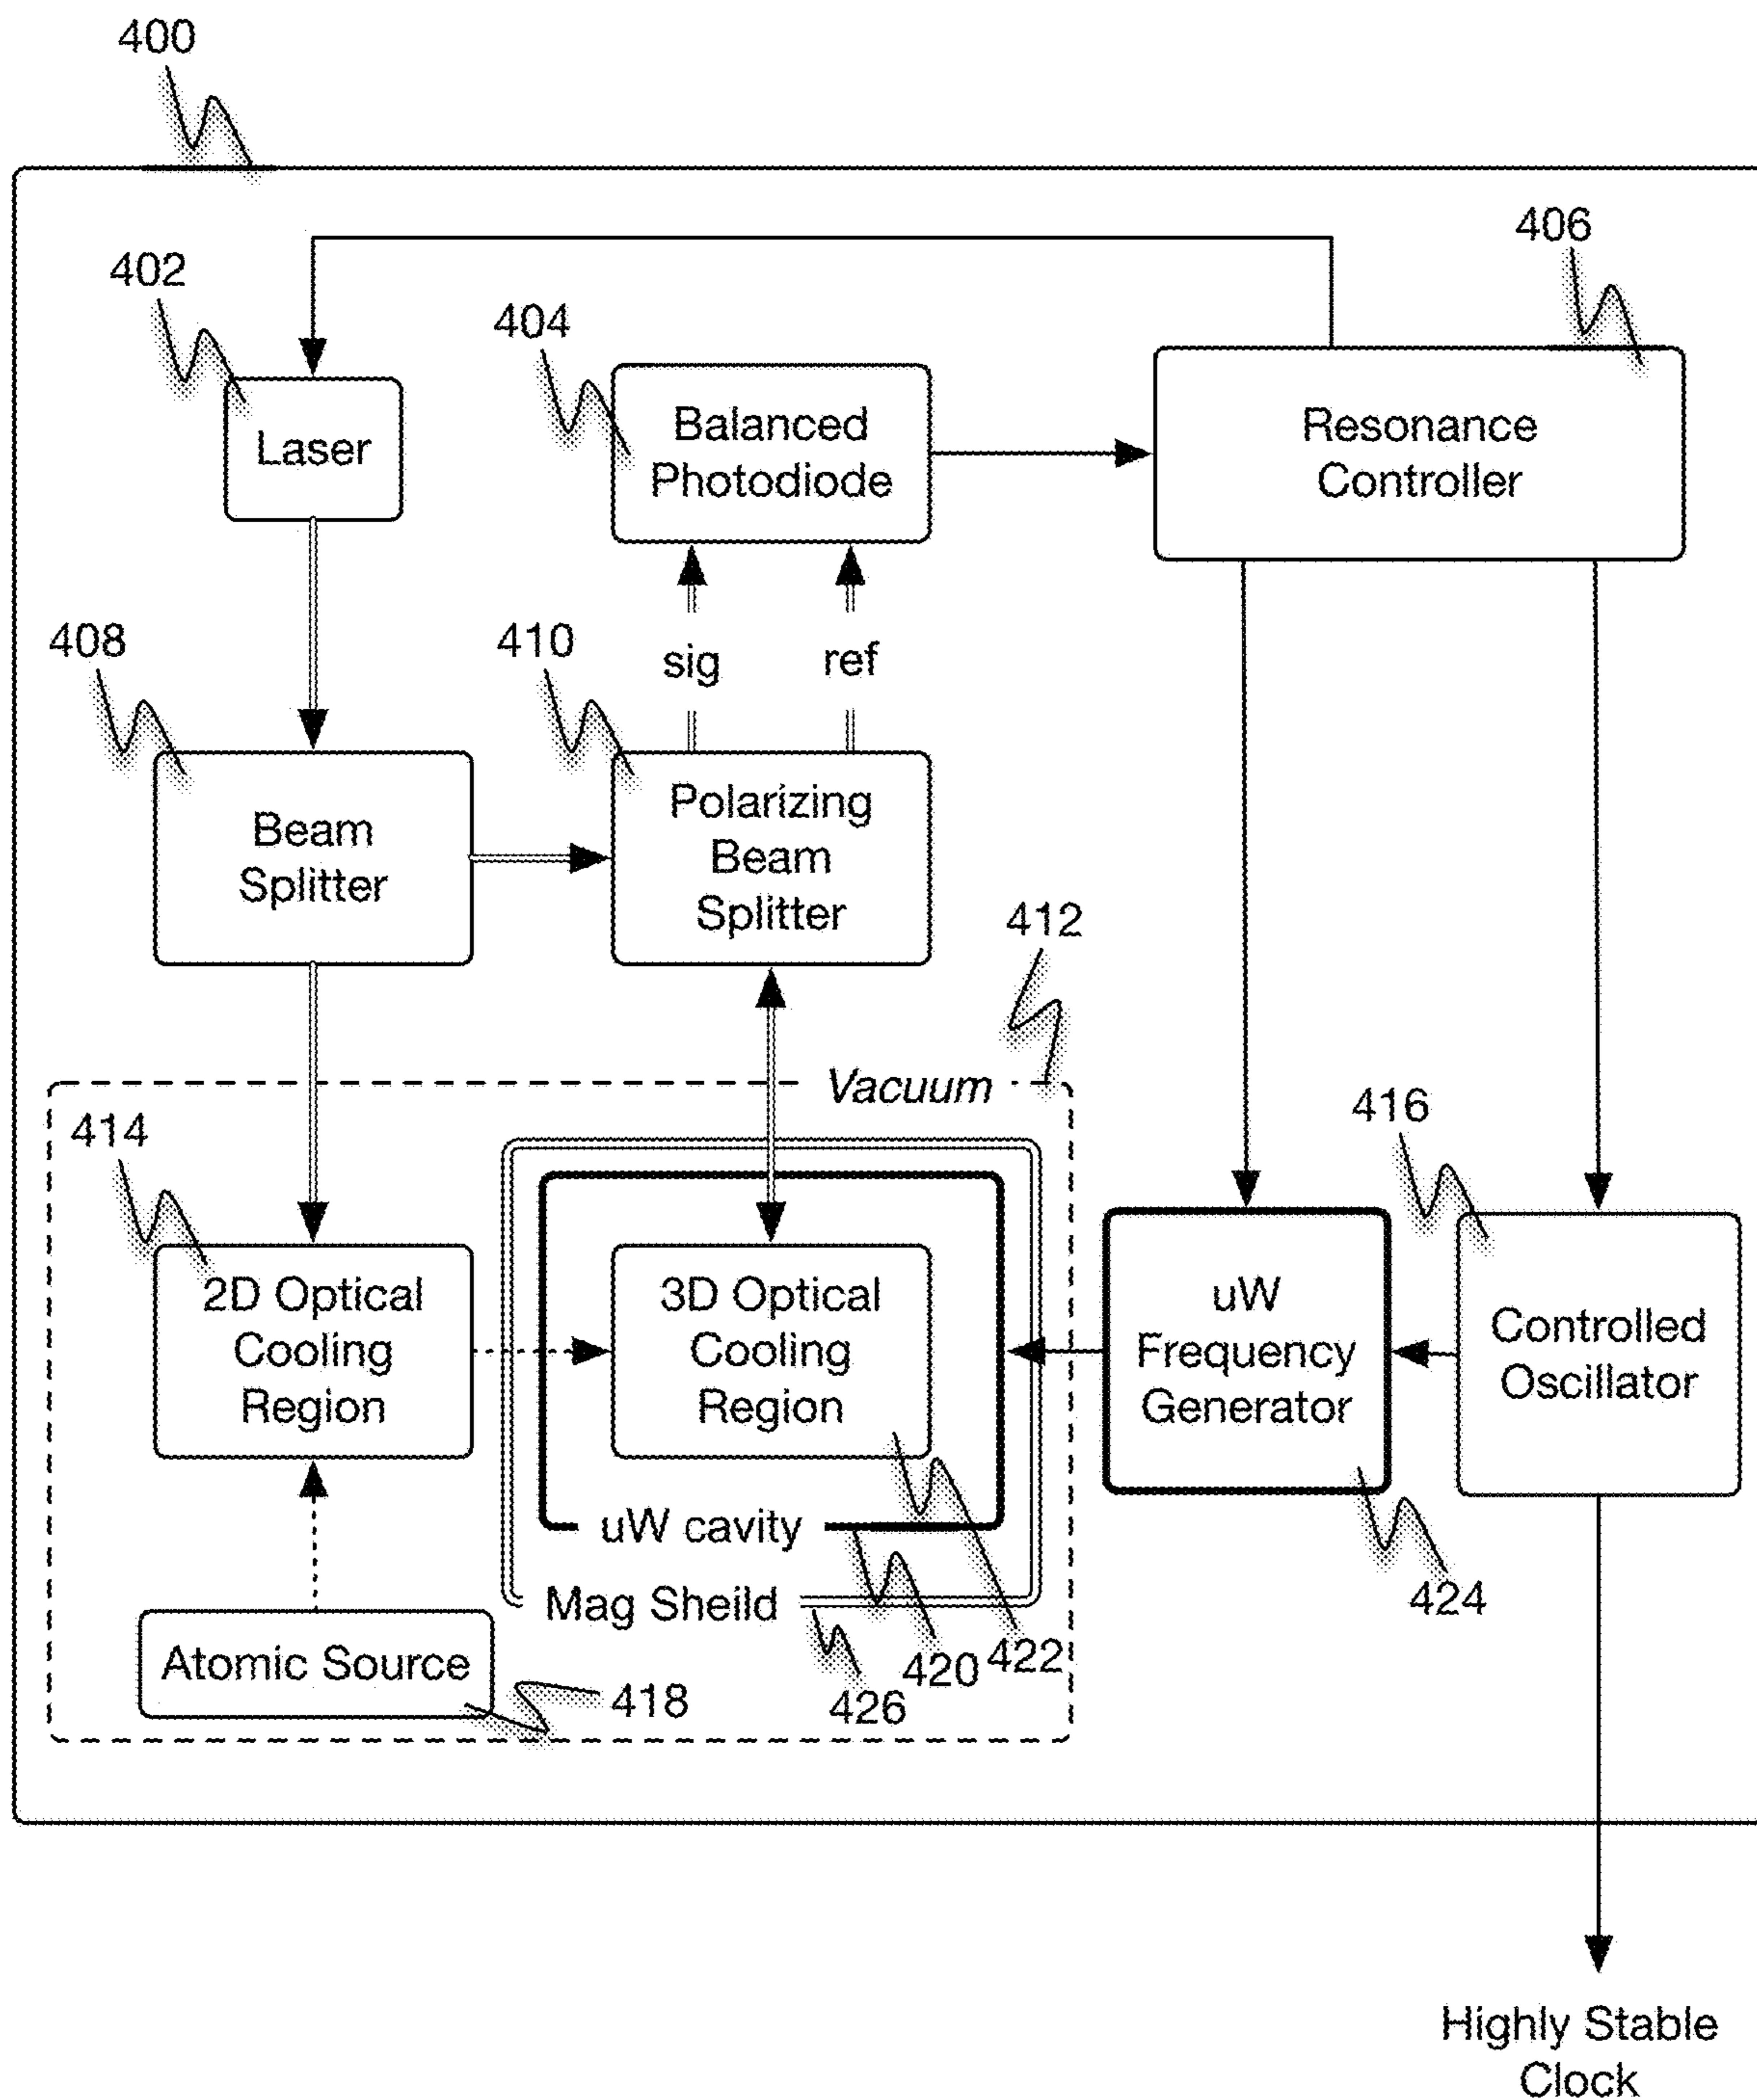 400
406
402
404
Laser
Balanced
Photodiode
Resonance
Controller
408
410
sig
ref
Beam
Splitter
Polarizing
Beam
Splitter
412
Vacuum
414
416
2D Optical
Cooling
Region
3D Optical
Cooling
Region
uW
Frequency
Generator
Controlled
Oscillator
uW cavity
Mag Sheild
424
Atomic Source
418
426
420
422
Highly Stable
Clock